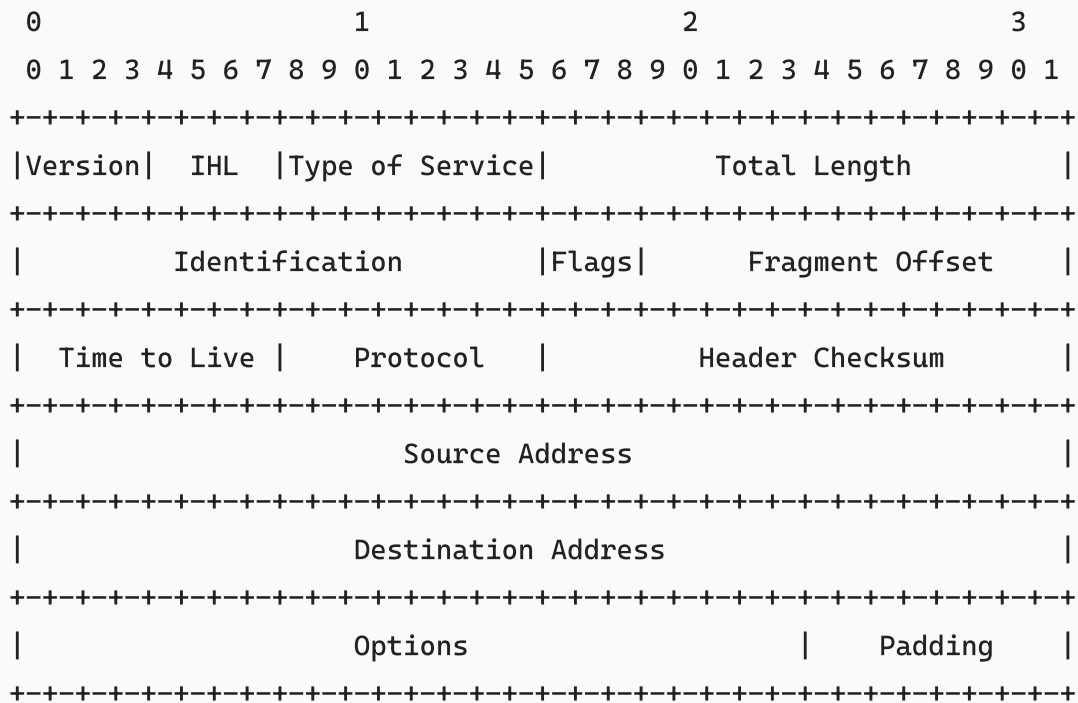 0                   1                   2                   3
 0 1 2 3 4 5 6 7 8 9 0 1 2 3 4 5 6 7 8 9 0 1 2 3 4 5 6 7 8 9 0 1
+-+-+-+-+-+-+-+-+-+-+-+-+-+-+-+-+-+-+-+-+-+-+-+-+-+-+-+-+-+-+-+-+
|Version|  IHL  |Type of Service|          Total Length         |
+-+-+-+-+-+-+-+-+-+-+-+-+-+-+-+-+-+-+-+-+-+-+-+-+-+-+-+-+-+-+-+-+
|         Identification        |Flags|      Fragment Offset    |
+-+-+-+-+-+-+-+-+-+-+-+-+-+-+-+-+-+-+-+-+-+-+-+-+-+-+-+-+-+-+-+-+
|  Time to Live |    Protocol   |         Header Checksum       |
+-+-+-+-+-+-+-+-+-+-+-+-+-+-+-+-+-+-+-+-+-+-+-+-+-+-+-+-+-+-+-+-+
|                       Source Address                          |
+-+-+-+-+-+-+-+-+-+-+-+-+-+-+-+-+-+-+-+-+-+-+-+-+-+-+-+-+-+-+-+-+
|                    Destination Address                        |
+-+-+-+-+-+-+-+-+-+-+-+-+-+-+-+-+-+-+-+-+-+-+-+-+-+-+-+-+-+-+-+-+
|                    Options                    |    Padding    |
+-+-+-+-+-+-+-+-+-+-+-+-+-+-+-+-+-+-+-+-+-+-+-+-+-+-+-+-+-+-+-+-+